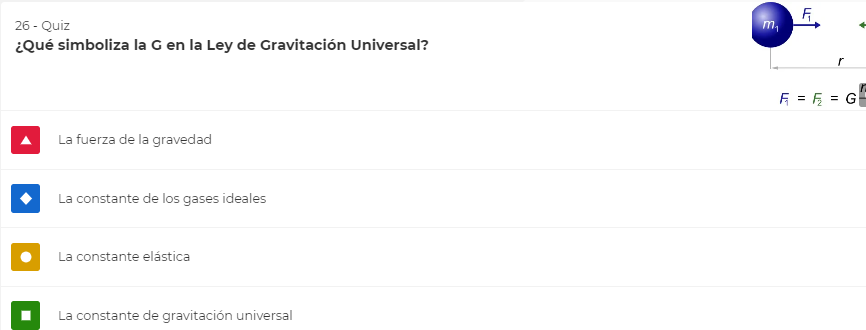 26 - Quiz
¿Qué simboliza la G en la Ley de Gravitación Universal?
m1
F1
r
F1 = F2 = G
La fuerza de la gravedad
La constante de los gases ideales
La constante elástica
La constante de gravitación universal